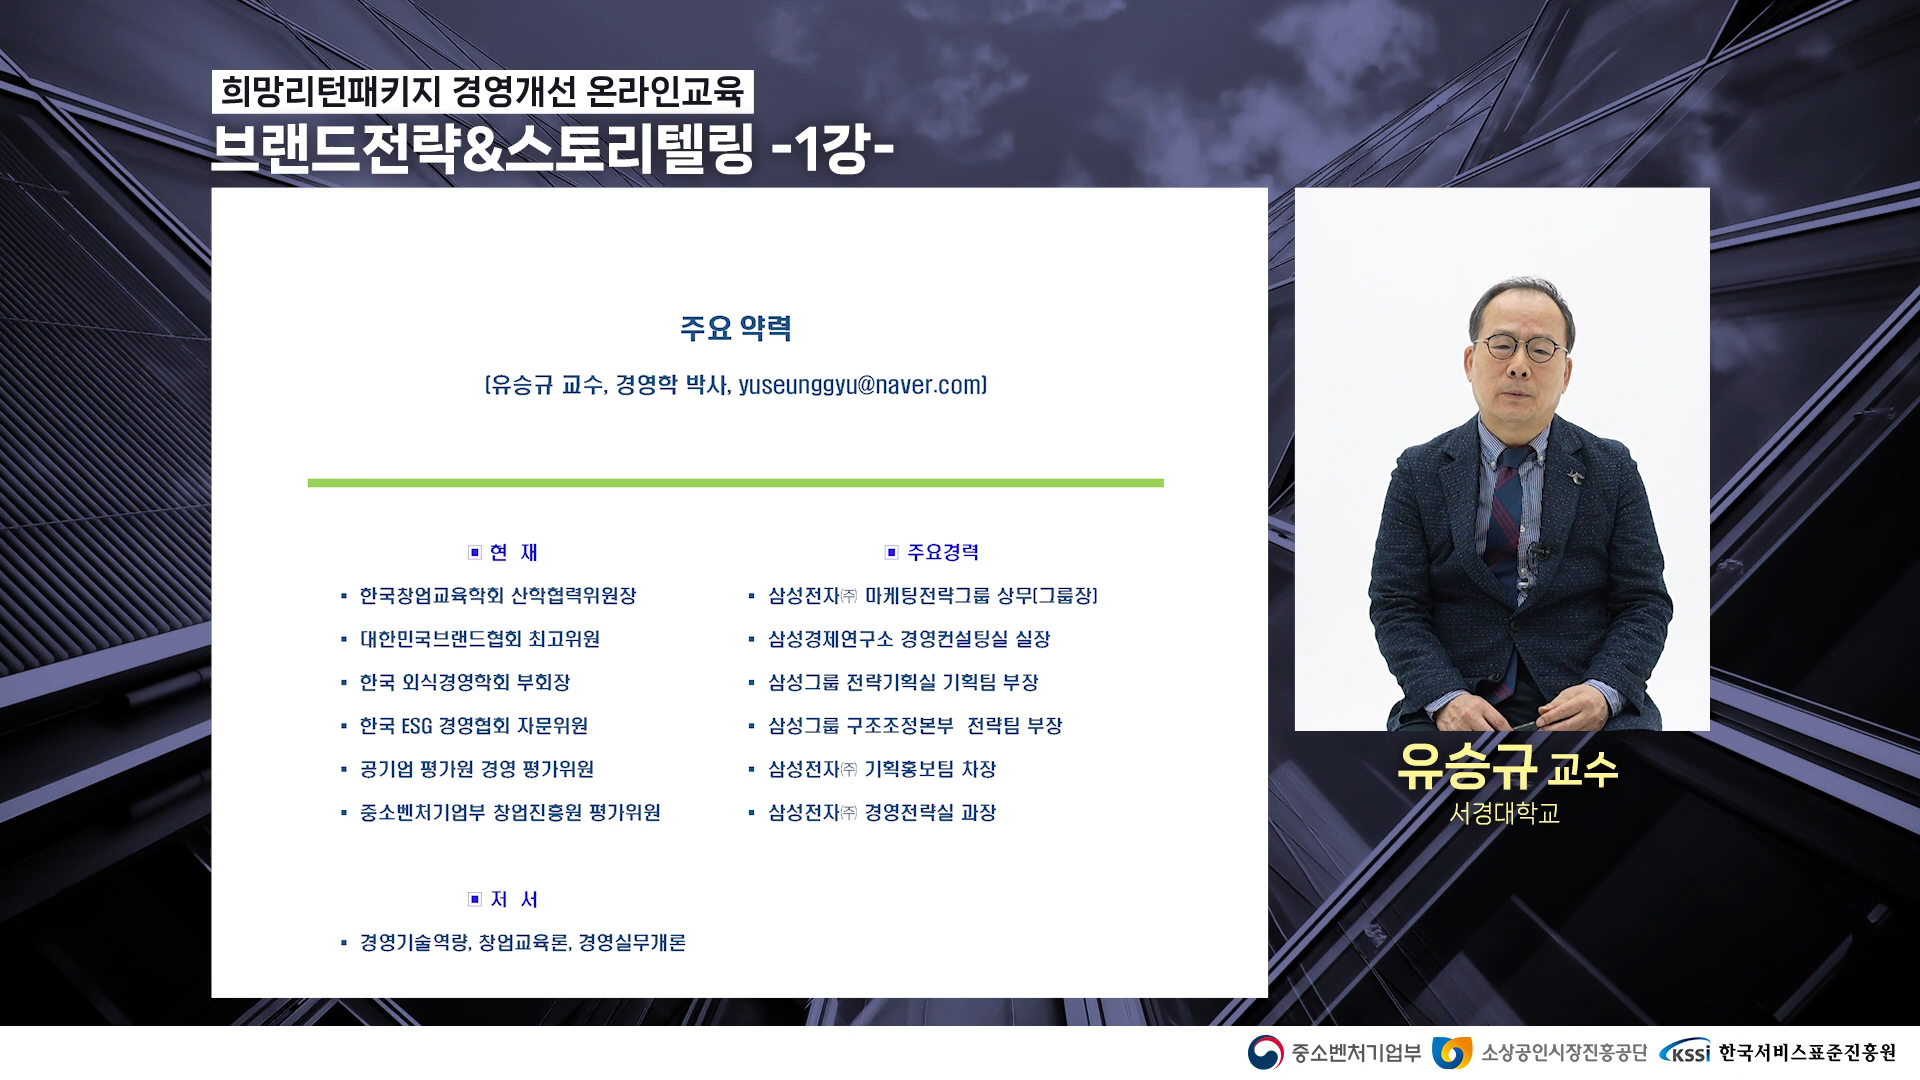 희망리턴패키지 경영개선 온라인교육
브랜드전략&스토리텔링 -1강-
주요 약력
(유승규 교수, 경영학 박사, yuseunggyu@naver.com)
▣ 현 재
▪ 한국창업교육학회 산학협력위원장
▪ 대한민국브랜드협회 최고위원
▪ 한국 외식경영학회 부회장
▪ 한국 ESG 경영협회 자문위원
▪ 공기업 평가원 경영 평가위원
▪ 중소벤처기업부 창업진흥원 평가위원
▣ 주요경력
▪ 삼성전자㈜ 마케팅전략그룹 상무(그룹장)
▪ 삼성경제연구소 경영컨설팅실 실장
▪ 삼성그룹 전략기획실 기획팀 부장
▪ 삼성그룹 구조조정본부 전략팀 부장
▪ 삼성전자㈜ 기획홍보팀 차장
▪ 삼성전자㈜ 경영전략실 과장
▣ 저 서
▪ 경영기술역량, 창업교육론, 경영실무개론
유승규 교수
서경대학교
중소벤처기업부 소상공인시장진흥공단 KSSi 한국서비스표준진흥원